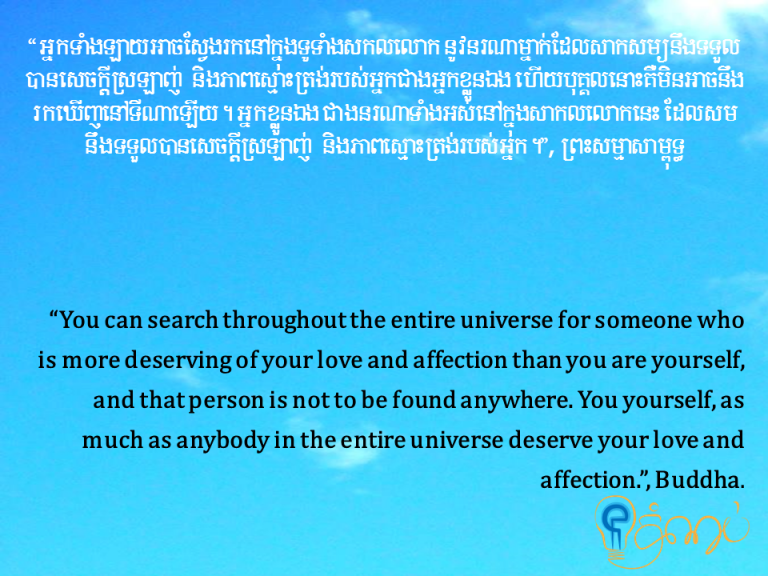 “ អ្នកទាំងឡាយអាចស្វែងរកនៅក្នុងទូទាំងសកលលោក នូវនរណាម្នាក់ដែលសាកសម្យនឹងទទួល
បានសេចក្តីស្រឡាញ់ និងភាពស្មោះត្រង់របស់អ្នកជាងអ្នកខ្លួនឯង ហើយបុគ្គលនោះគឺមិនអាចនឹង
រកឃើញនៅទីណាឡើយ ។ អ្នកខ្លួនឯង ជាងនរណាទាំងអស់នៅក្នុងសាកលលោកនេះ ដែលសម
នឹងទទួលបានសេចក្តីស្រឡាញ់ និងភាពស្មោះត្រង់របស់អ្នក ។”, ព្រះសម្មាសាម្ពុទ្ធ
“You can search throughout the entire universe for someone who
is more deserving of your love and affection than you are yourself,
and that person is not to be found anywhere. You yourself, as
much as anybody in the entire universe deserve your love and
affection.”, Buddha.